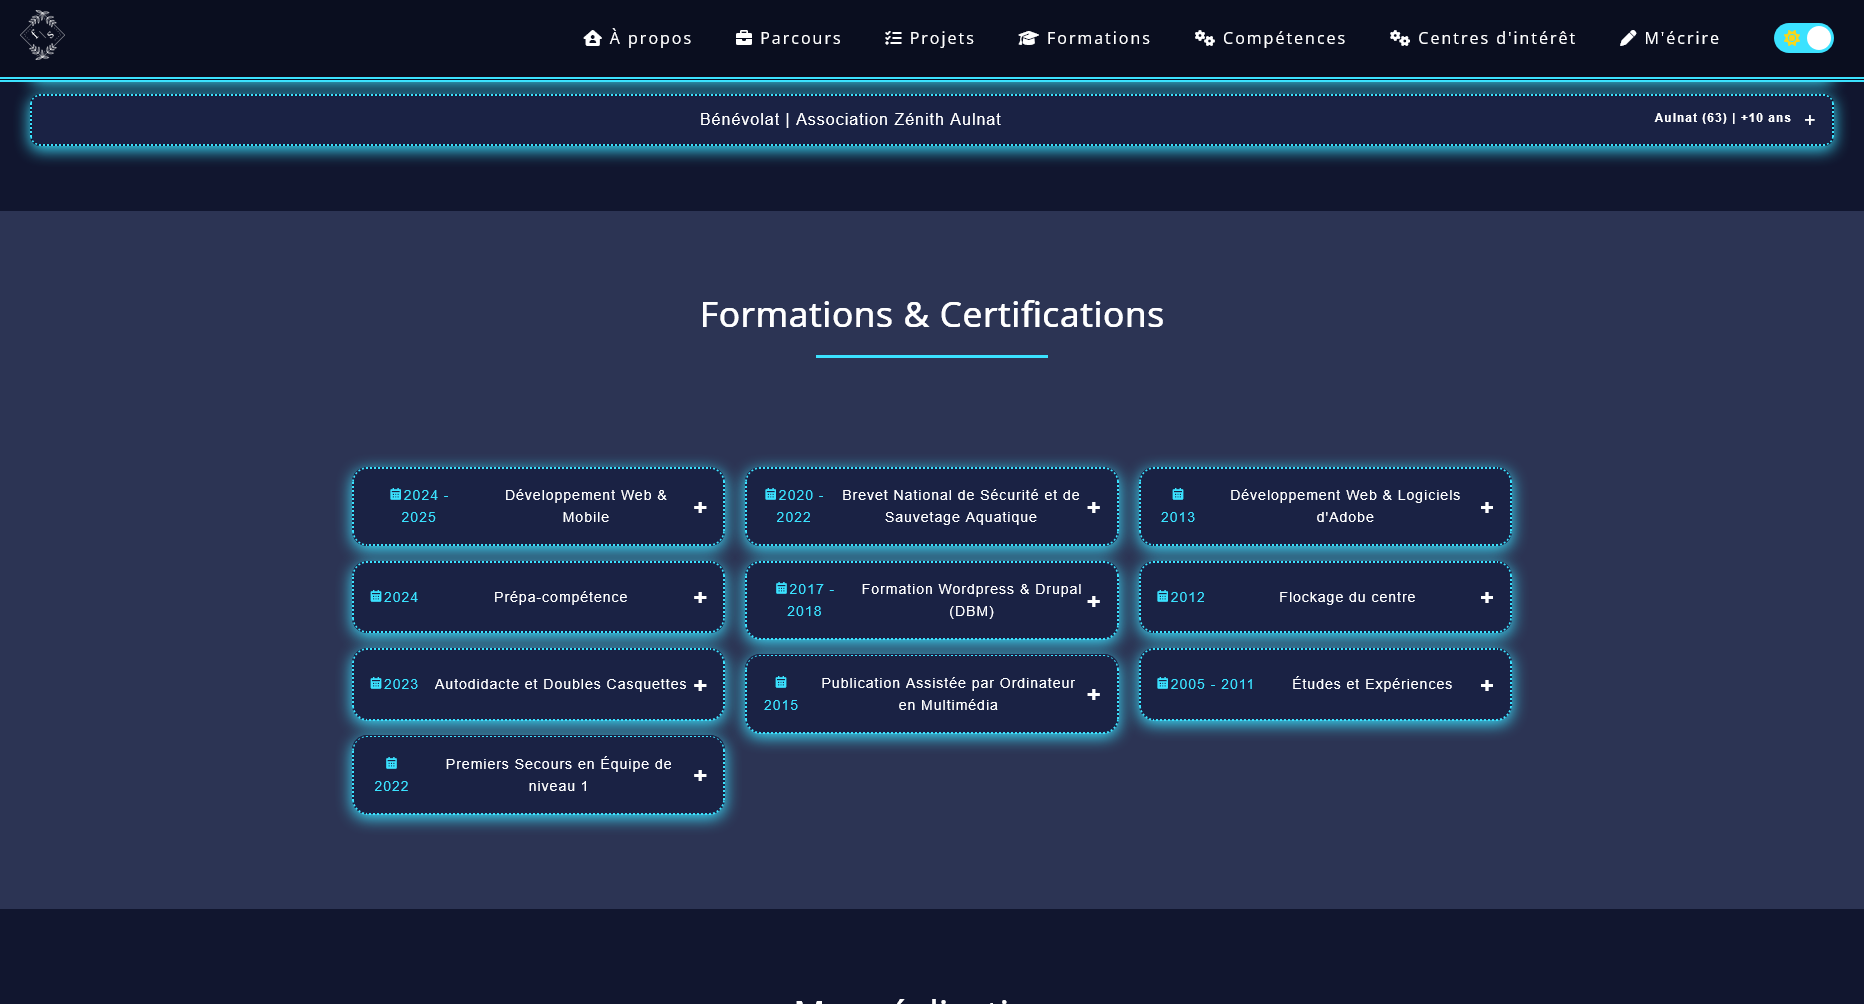 À propos
Parcours
Projets
Formations
Compétences
Centres d'intérêt
M'écrire
Bénévolat | Association Zénith Aulnat
Aulnat (63) | +10 ans +
Formations & Certifications
2024 -
2025
Développement Web &
Mobile
+
2024
Prépa-compétence
+
2023
Autodidacte et Doubles Casquettes
+
2022
Premiers Secours en Équipe de
niveau 1
+
2020 -
2022
Brevet National de Sécurité et de
Sauvetage Aquatique
+
2017 -
2018
Formation Wordpress & Drupal
(DBM)
+
2015
Publication Assistée par Ordinateur
en Multimédia
+
2013
Développement Web & Logiciels
d'Adobe
+
2012
Flockage du centre
+
2005 - 2011
Études et Expériences
+